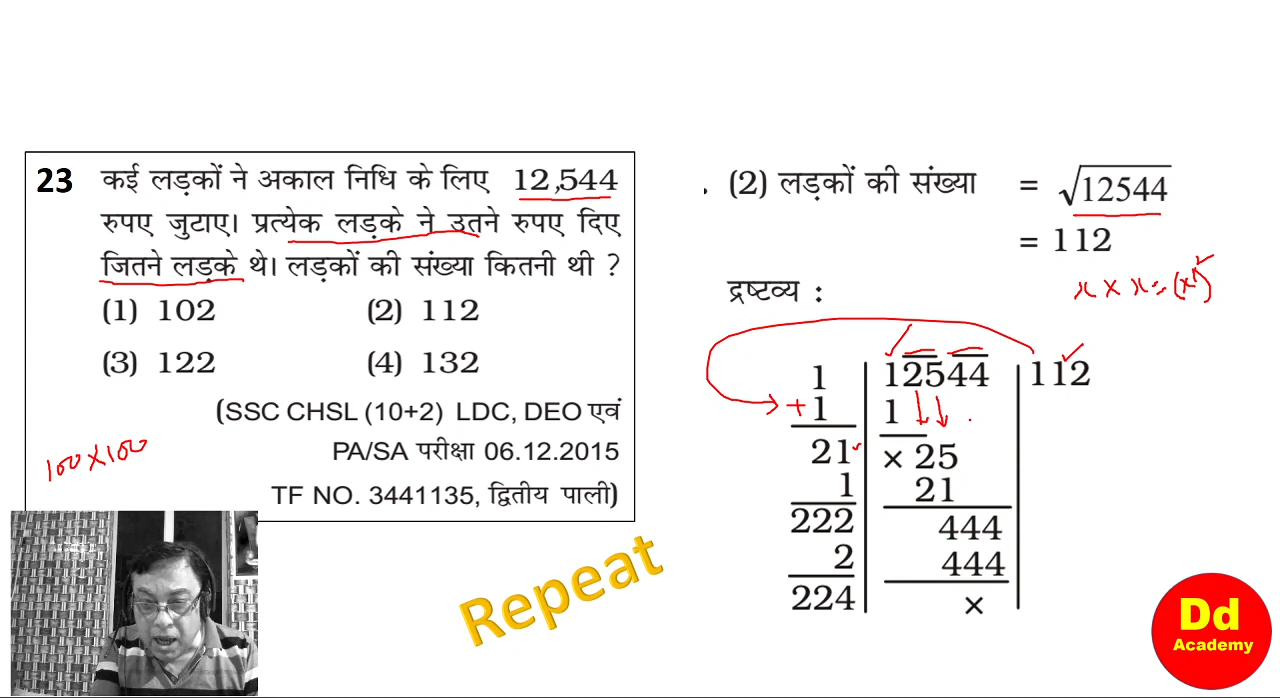 23 कई लड़कों ने अकाल निधि के लिए 12,544
रुपए जुटाए। प्रत्येक लड़के ने उतने रुपए दिए
जितने लड़के थे। लड़कों की संख्या कितनी थी ?
(1) 102 (2) 112
(3) 122 (4) 132
(SSC CHSL (10+2) LDC, DEO एवं
PA/SA परीक्षा 06.12.2015
TF NO. 3441135, द्वितीय पाली)
100×100
Repeat
. (2) लड़कों की संख्या = √12544
= 112
x × x = (x)²
द्रष्टव्य :
1 | 12544 | 112
+1 | 1
21 | × 25
1 | 21
222 | 444
2 | 444
224 | ×
Dd
Academy